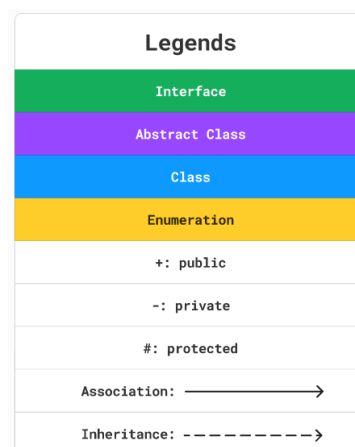 Legends
Interface
Abstract Class
Class
Enumeration
+: public
-: private
#: protected
Association:
Inheritance: